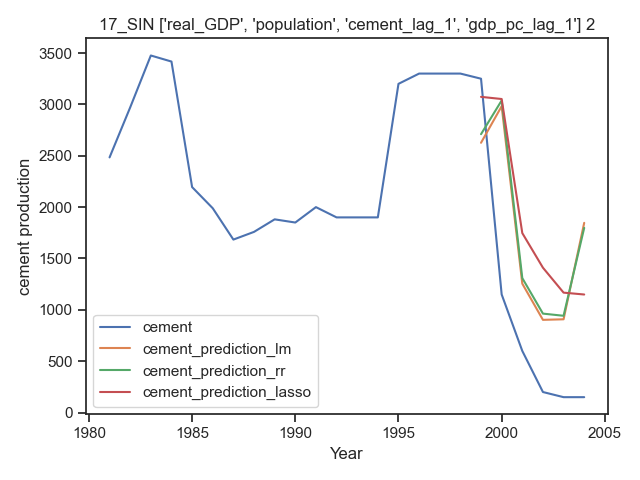 17_SIN ['real_GDP', 'population', 'cement_lag_1', 'gdp_pc_lag_1'] 2
3500
3000
2500
2000
1500
1000
500
0
cement production
cement
cement_prediction_lm
cement_prediction_rr
cement_prediction_lasso
1980
1985
1990
1995
2000
2005
Year